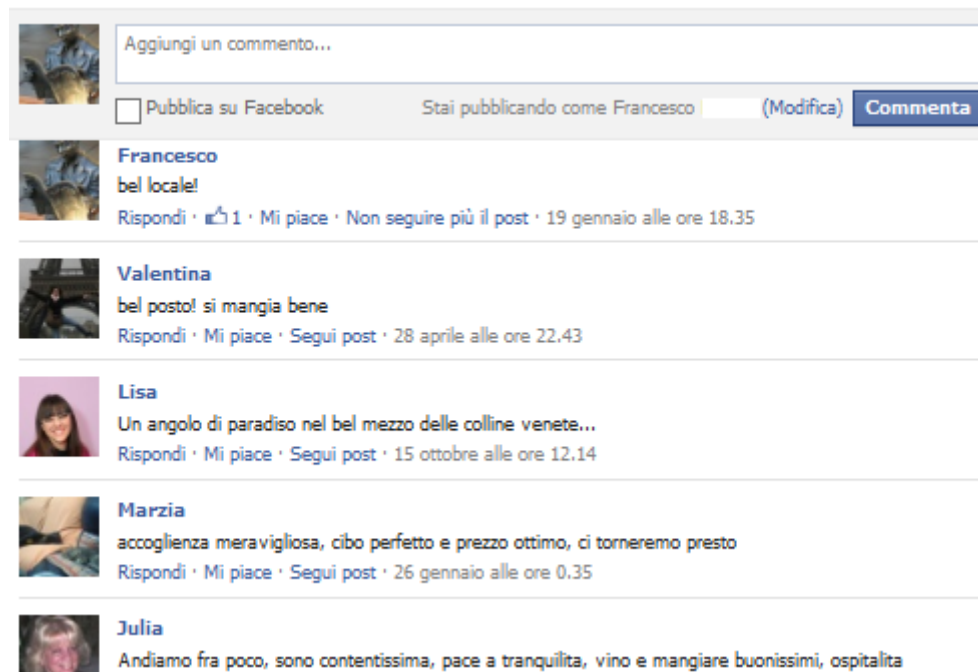 Aggiungi un commento...
Pubblica su Facebook Stai pubblicando come Francesco (Modifica) Commenta
Francesco
bel locale!
Rispondi · 1 · Mi piace · Non seguire più il post · 19 gennaio alle ore 18.35
Valentina
bel posto! si mangia bene
Rispondi · Mi piace · Segui post · 28 aprile alle ore 22.43
Lisa
Un angolo di paradiso nel bel mezzo delle colline venete...
Rispondi · Mi piace · Segui post · 15 ottobre alle ore 12.14
Marzia
accoglienza meravigliosa, cibo perfetto e prezzo ottimo, ci torneremo presto
Rispondi · Mi piace · Segui post · 26 gennaio alle ore 0.35
Julia
Andiamo fra poco, sono contentissima, pace a tranquilita, vino e mangiare buonissimi, ospitalita